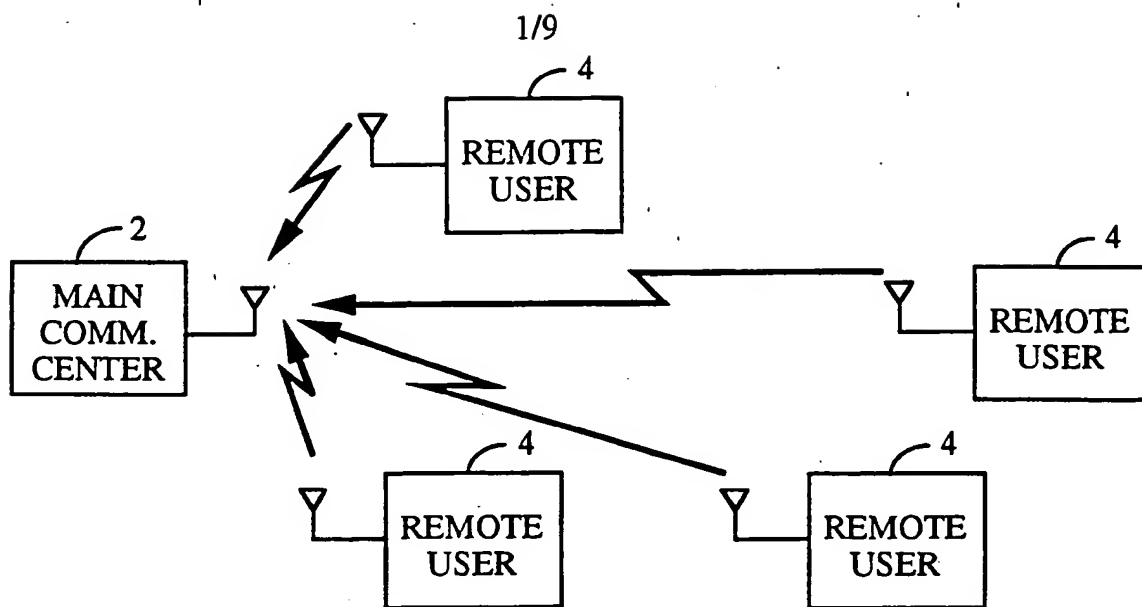 1/9
4
REMOTE
USER
2
MAIN
COMM.
CENTER
4
REMOTE
USER
4
REMOTE
USER
4
REMOTE
USER